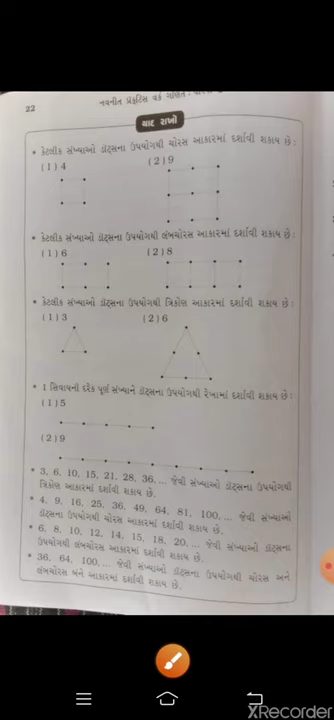 22
નવનીત પ્રૅક્ટિસ વર્ક ગણિત :
યાદ રાખો
• કેટલીક સંખ્યાઓ ડૉટ્સના ઉપયોગથી ચોરસ આકારમાં દર્શાવી શકાય છે :
(1) 4 (2) 9
• કેટલીક સંખ્યાઓ ડૉટ્સના ઉપયોગથી લંબચોરસ આકારમાં દર્શાવી શકાય છે :
(1) 6 (2) 8
• કેટલીક સંખ્યાઓ ડૉટ્સના ઉપયોગથી ત્રિકોણ આકારમાં દર્શાવી શકાય છે :
(1) 3 (2) 6
• 1 સિવાયની દરેક પૂર્ણ સંખ્યાને ડૉટ્સના ઉપયોગથી રેખામાં દર્શાવી શકાય છે :
(1) 5
(2) 9
• 3, 6, 10, 15, 21, 28, 36,... જેવી સંખ્યાઓ ડૉટ્સના ઉપયોગથી
ત્રિકોણ આકારમાં દર્શાવી શકાય છે.
• 4, 9, 16, 25, 36, 49, 64, 81, 100,... જેવી સંખ્યાઓ
ડૉટ્સના ઉપયોગથી ચોરસ આકારમાં દર્શાવી શકાય છે.
• 6, 8, 10, 12, 14, 15, 18, 20,... જેવી સંખ્યાઓ ડૉટ્સના
ઉપયોગથી લંબચોરસ આકારમાં દર્શાવી શકાય છે.
• 36, 64, 100,... જેવી સંખ્યાઓ ડૉટ્સના ઉપયોગથી ચોરસ અને
લંબચોરસ બંને આકારમાં દર્શાવી શકાય છે.
XRecorder